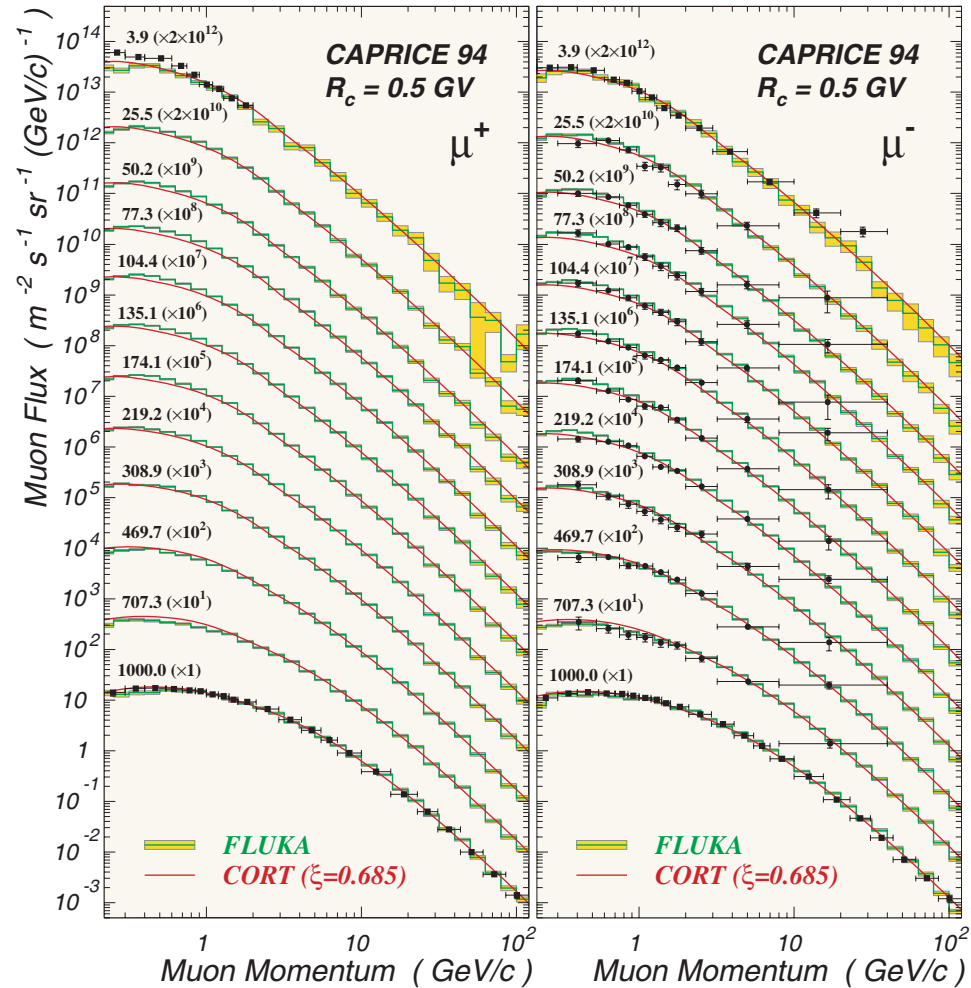 Muon Flux ( m^-2 s^-1 sr^-1 (GeV/c)^-1 )
10^14
10^13
10^12
10^11
10^10
10^9
10^8
10^7
10^6
10^5
10^4
10^3
10^2
10
1
10^-1
10^-2
10^-3
CAPRICE 94
R_c = 0.5 GV
μ^+
3.9 (×2×10^12)
25.5 (×2×10^10)
50.2 (×10^9)
77.3 (×10^8)
104.4 (×10^7)
135.1 (×10^6)
174.1 (×10^5)
219.2 (×10^4)
308.9 (×10^3)
469.7 (×10^2)
707.3 (×10^1)
1000.0 (×1)
FLUKA
CORT (ξ=0.685)
1 10 10^2
Muon Momentum ( GeV/c )
CAPRICE 94
R_c = 0.5 GV
μ^-
3.9 (×2×10^12)
25.5 (×2×10^10)
50.2 (×10^9)
77.3 (×10^8)
104.4 (×10^7)
135.1 (×10^6)
174.1 (×10^5)
219.2 (×10^4)
308.9 (×10^3)
469.7 (×10^2)
707.3 (×10^1)
1000.0 (×1)
FLUKA
CORT (ξ=0.685)
1 10 10^2
Muon Momentum ( GeV/c )